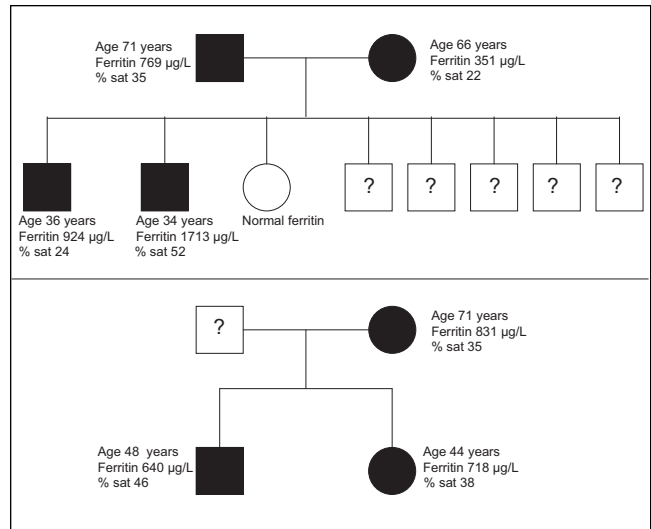 Age 71 years
Ferritin 769 µg/L
% sat 35
Age 66 years
Ferritin 351 µg/L
% sat 22
? ? ? ? ?
Age 36 years
Ferritin 924 µg/L
% sat 24
Age 34 years
Ferritin 1713 µg/L
% sat 52
Normal ferritin
?
Age 71 years
Ferritin 831 µg/L
% sat 35
Age 48 years
Ferritin 640 µg/L
% sat 46
Age 44 years
Ferritin 718 µg/L
% sat 38